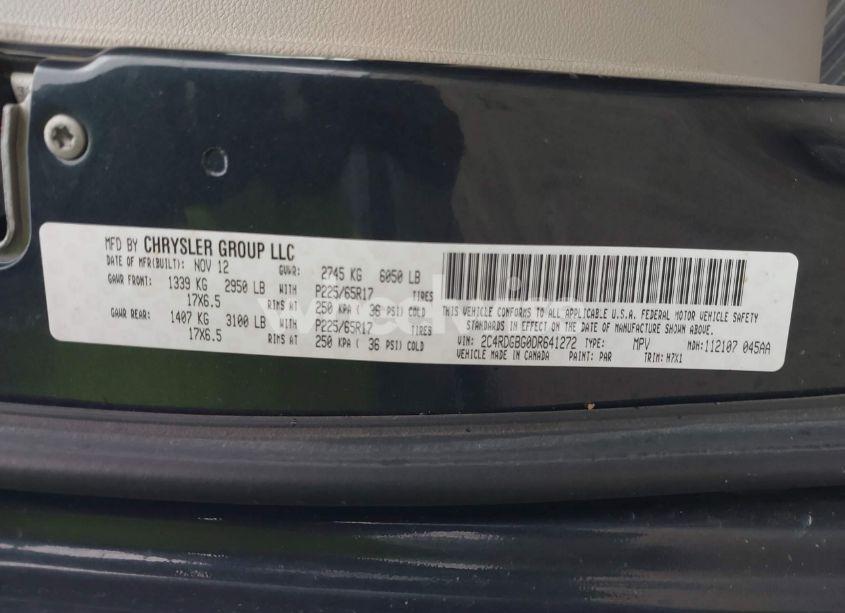 MFD BY CHRYSLER GROUP LLC
DATE OF MFR(BUILT): NOV 12 GVWR: 2745 KG 6050 LB
GAWR FRONT: 1339 KG 2950 LB WITH P225/65R17 TIRES
17X6.5 RIMS AT 250 KPA ( 36 PSI) COLD
GAWR REAR: 1407 KG 3100 LB WITH P225/65R17 TIRES
17X6.5 RIMS AT 250 KPA ( 36 PSI) COLD
THIS VEHICLE CONFORMS TO ALL APPLICABLE U.S.A. FEDERAL MOTOR VEHICLE SAFETY
STANDARDS IN EFFECT ON THE DATE OF MANUFACTURE SHOWN ABOVE.
VIN: 2C4RDGBG0DR641272 TYPE: MPV MDH: 112107 045AA
VEHICLE MADE IN CANADA PAINT: PAR TRIM: H7X1